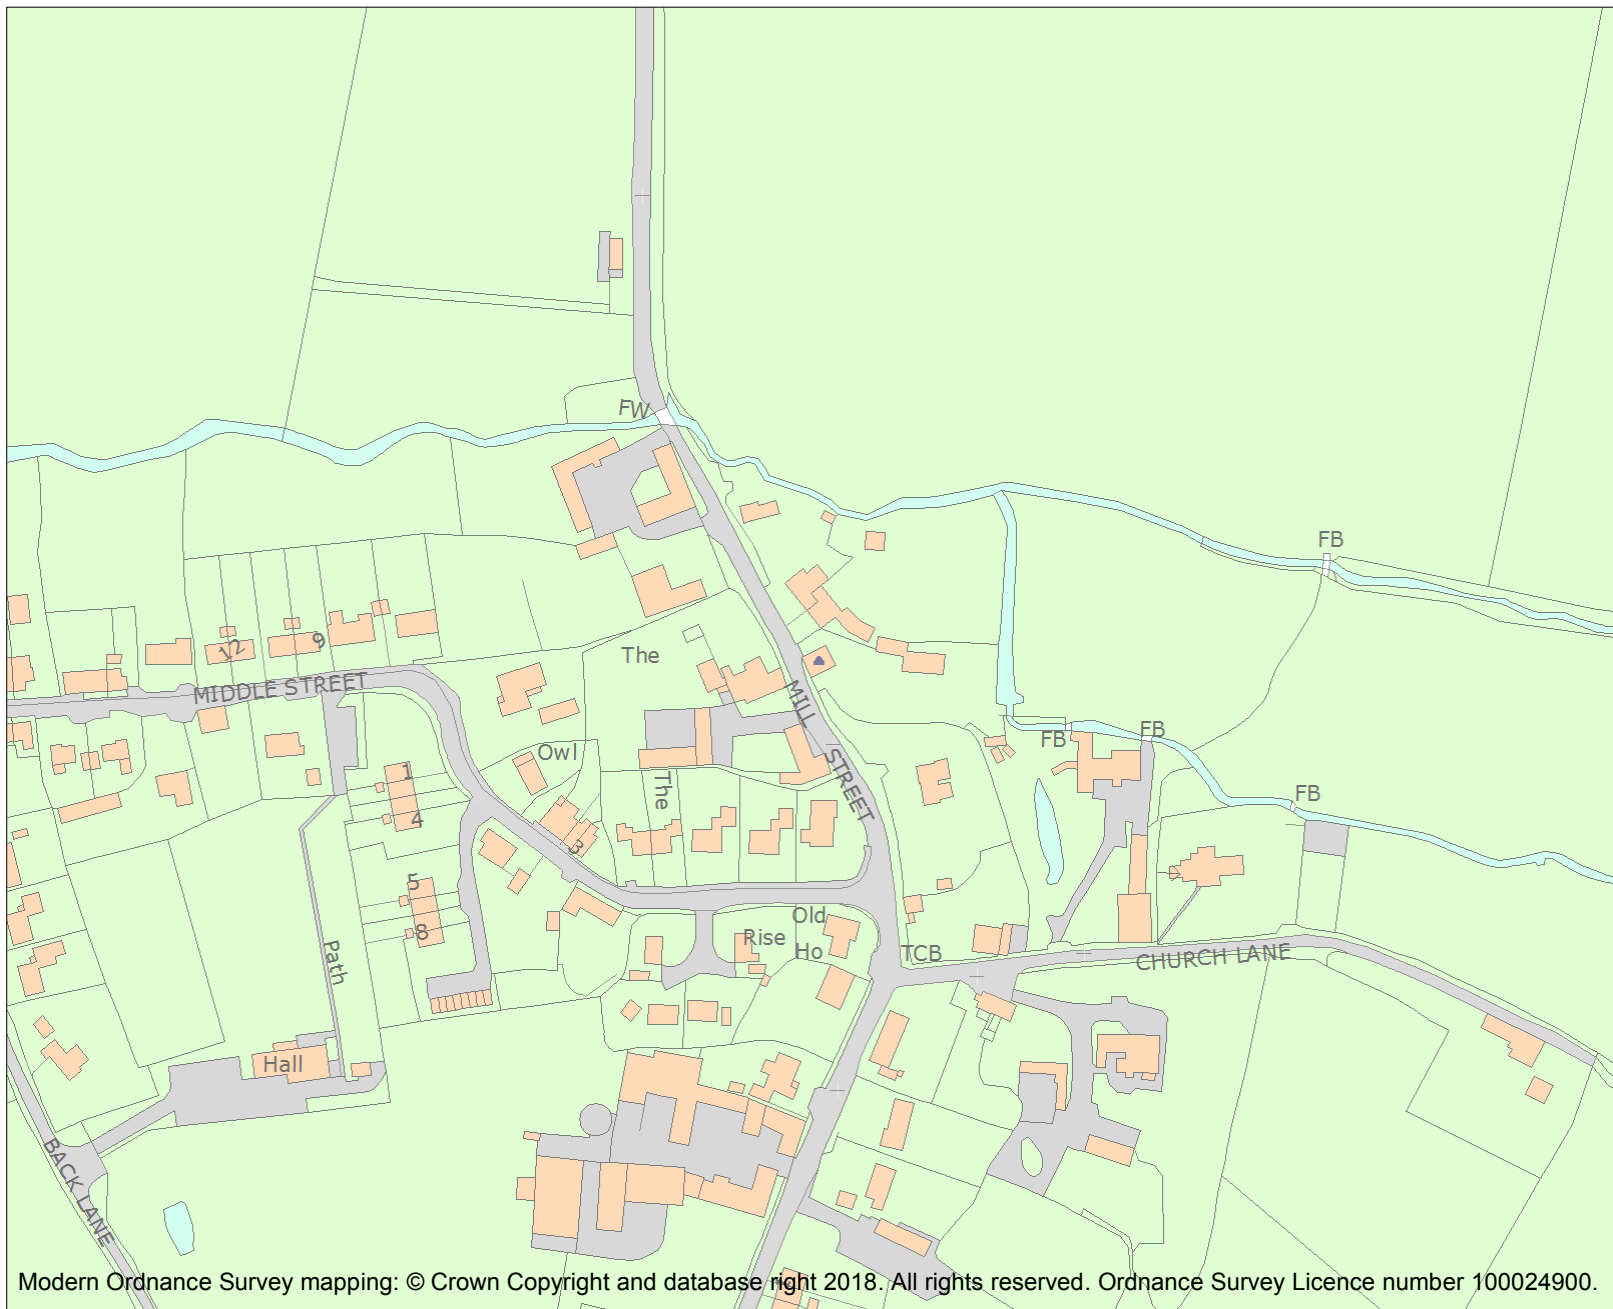 FW
FB
12
9
The
MIDDLE STREET
MILL STREET
FB
FB
Owl
1
The
FB
4
3
5
Old
8
Rise
Ho
TCB
CHURCH LANE
Path
Hall
BACK LANE
Modern Ordnance Survey mapping: © Crown Copyright and database right 2018. All rights reserved. Ordnance Survey Licence number 100024900.